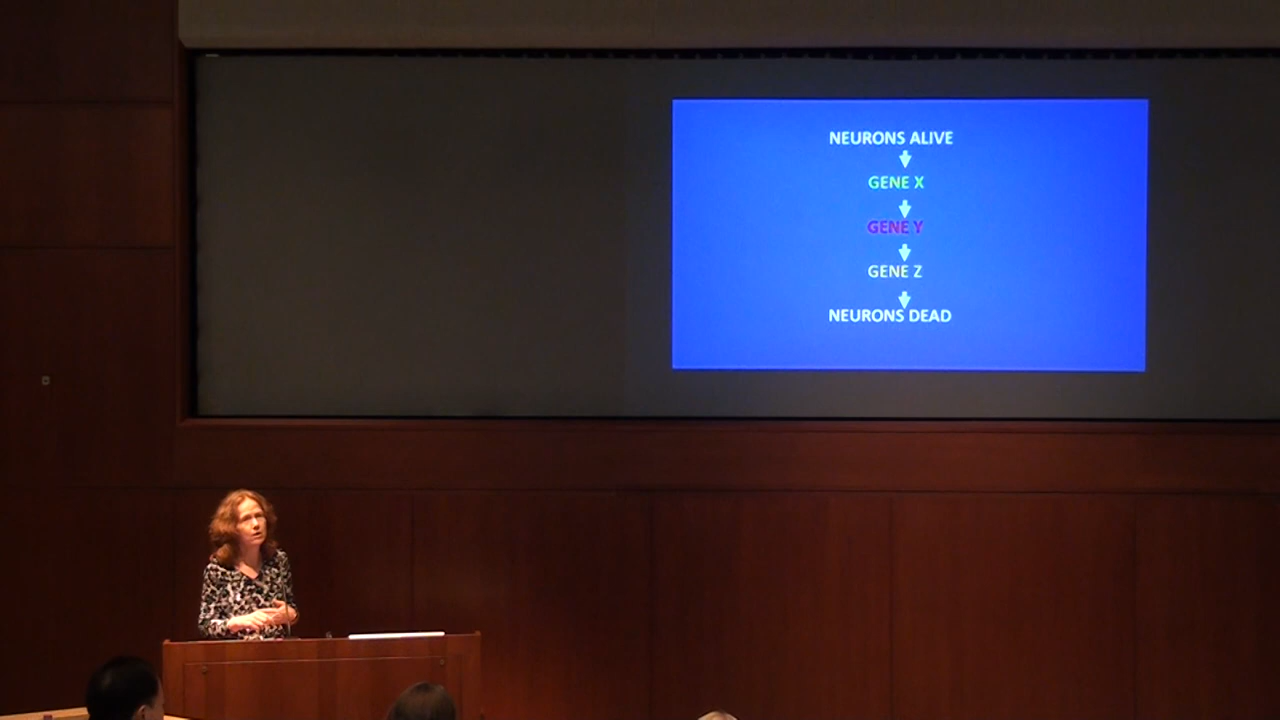 NEURONS ALIVE
GENE X
GENE Y
GENE Z
NEURONS DEAD